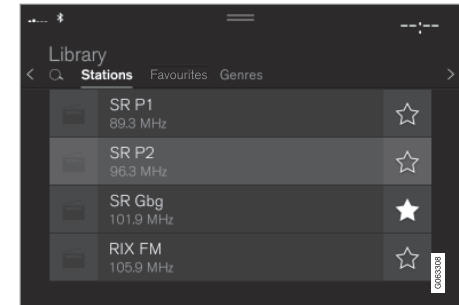 --:--
Library
Stations Favourites Genres
SR P1
89.3 MHz
SR P2
96.3 MHz
SR Gbg
101.9 MHz
RIX FM
105.9 MHz
G063308